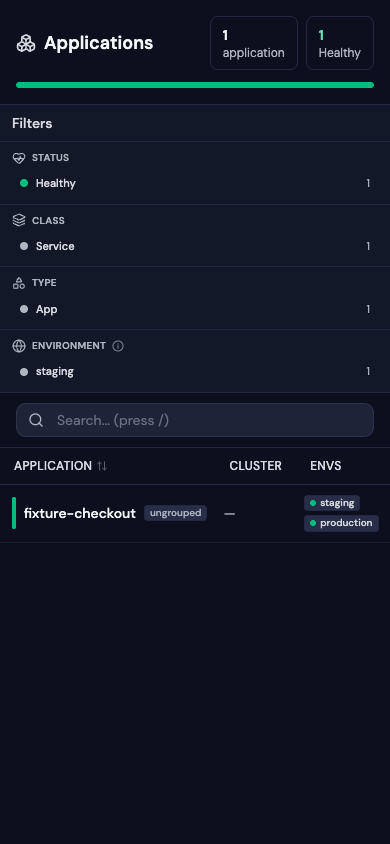 Applications
1
application
1
Healthy
Filters
STATUS
Healthy 1
CLASS
Service 1
TYPE
App 1
ENVIRONMENT
staging 1
Search... (press /)
APPLICATION CLUSTER ENVS
fixture-checkout ungrouped — staging
production